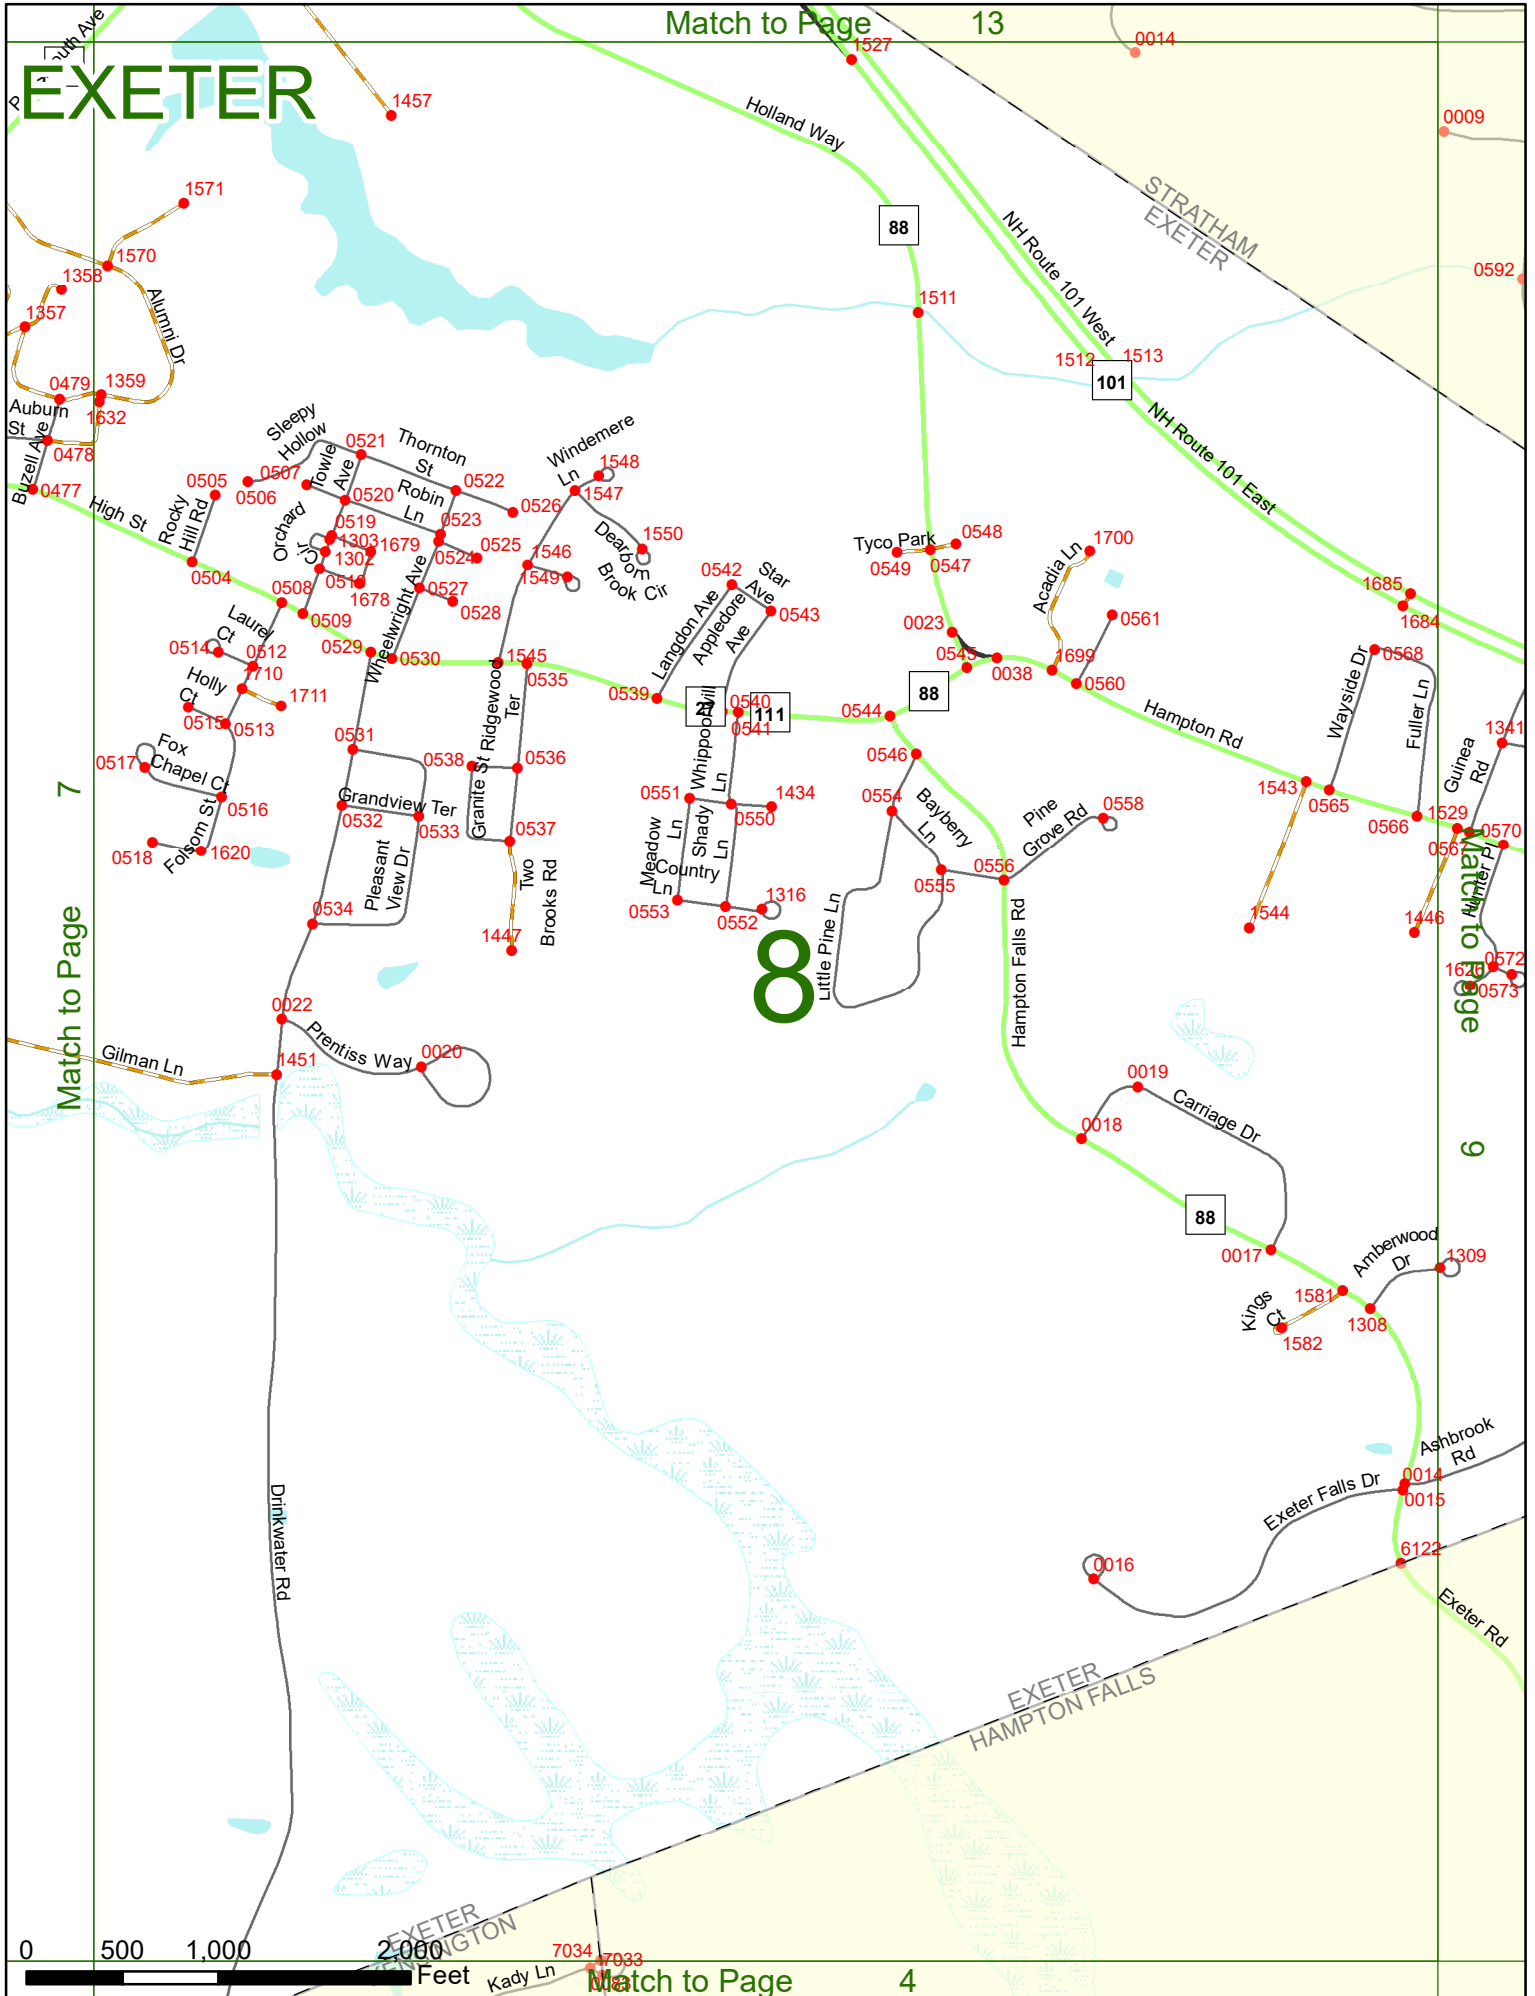 Match to Page 13
EXETER
1527
0014
1457
Holland Way
0009
1571
88
STRATHAM
EXETER
NH Route 101 West
1570
1358
0592
1357
Alumni Dr
1511
1512
1513
101
0479
1359
Auburn
St
1632
NH Route 101 East
Sleepy
Hollow
0521
Thornton
St
Windemere
Ln
1548
Buzell Ave
0478
0477
0505
0507
0506
Towle
Ave
0522
1547
High St
Rocky
Hill Rd
0520
Robin
Ln
0526
Orchard
Cir
0519
0523
1303
1679
0525
1302
0524
Dearborn
Brook Cir
1550
1546
1549
Tyco Park
0548
0549
0547
Acadia Ln
1700
0504
0508
1678
0527
0528
0542
Star
Ave
0543
Langdon Ave
Appledore
Ave
1685
1684
0509
Wheelwright Ave
0023
0561
Laurel
Ct
0514
0512
0529
0530
1545
0535
0545
0038
1699
0560
0568
1710
Holly
Ct
1711
Ridgewood
Ter
0539
27
0540
111
0541
88
0544
Hampton Rd
Wayside Dr
Fuller Ln
0515
0513
1341
Guinea
Rd
0531
0546
Fox
Chapel Ct
0517
0538
0536
Granite St
Whippoorwill
Ln
7
0516
Grandview Ter
0532
0533
0551
1434
0550
0554
Bayberry
Ln
Pine
Grove Rd
0558
1543
0565
0566
1529
0570
0567
0518
Folsom St
1620
Pleasant
View Dr
0537
Two
Brooks Rd
Meadow
Ln
Shady
Ln
Country
Ln
0556
0555
Hunter Pl
0534
1447
0553
0552
1316
8
Little Pine Ln
Hampton Falls Rd
1544
1446
1626
0572
0573
Match to Page
Match to Page
0022
Prentiss Way
0020
Gilman Ln
1451
0019
Carriage Dr
0018
9
88
0017
Amberwood
Dr
1309
Kings
Ct
1581
1308
1582
Ashbrook
Rd
0014
Exeter Falls Dr
0015
Drinkwater Rd
6122
0016
Exeter Rd
EXETER
HAMPTON FALLS
EXETER
0 500 1,000 2,000
Feet
Kady Ln
7034
7033
Match to Page 4